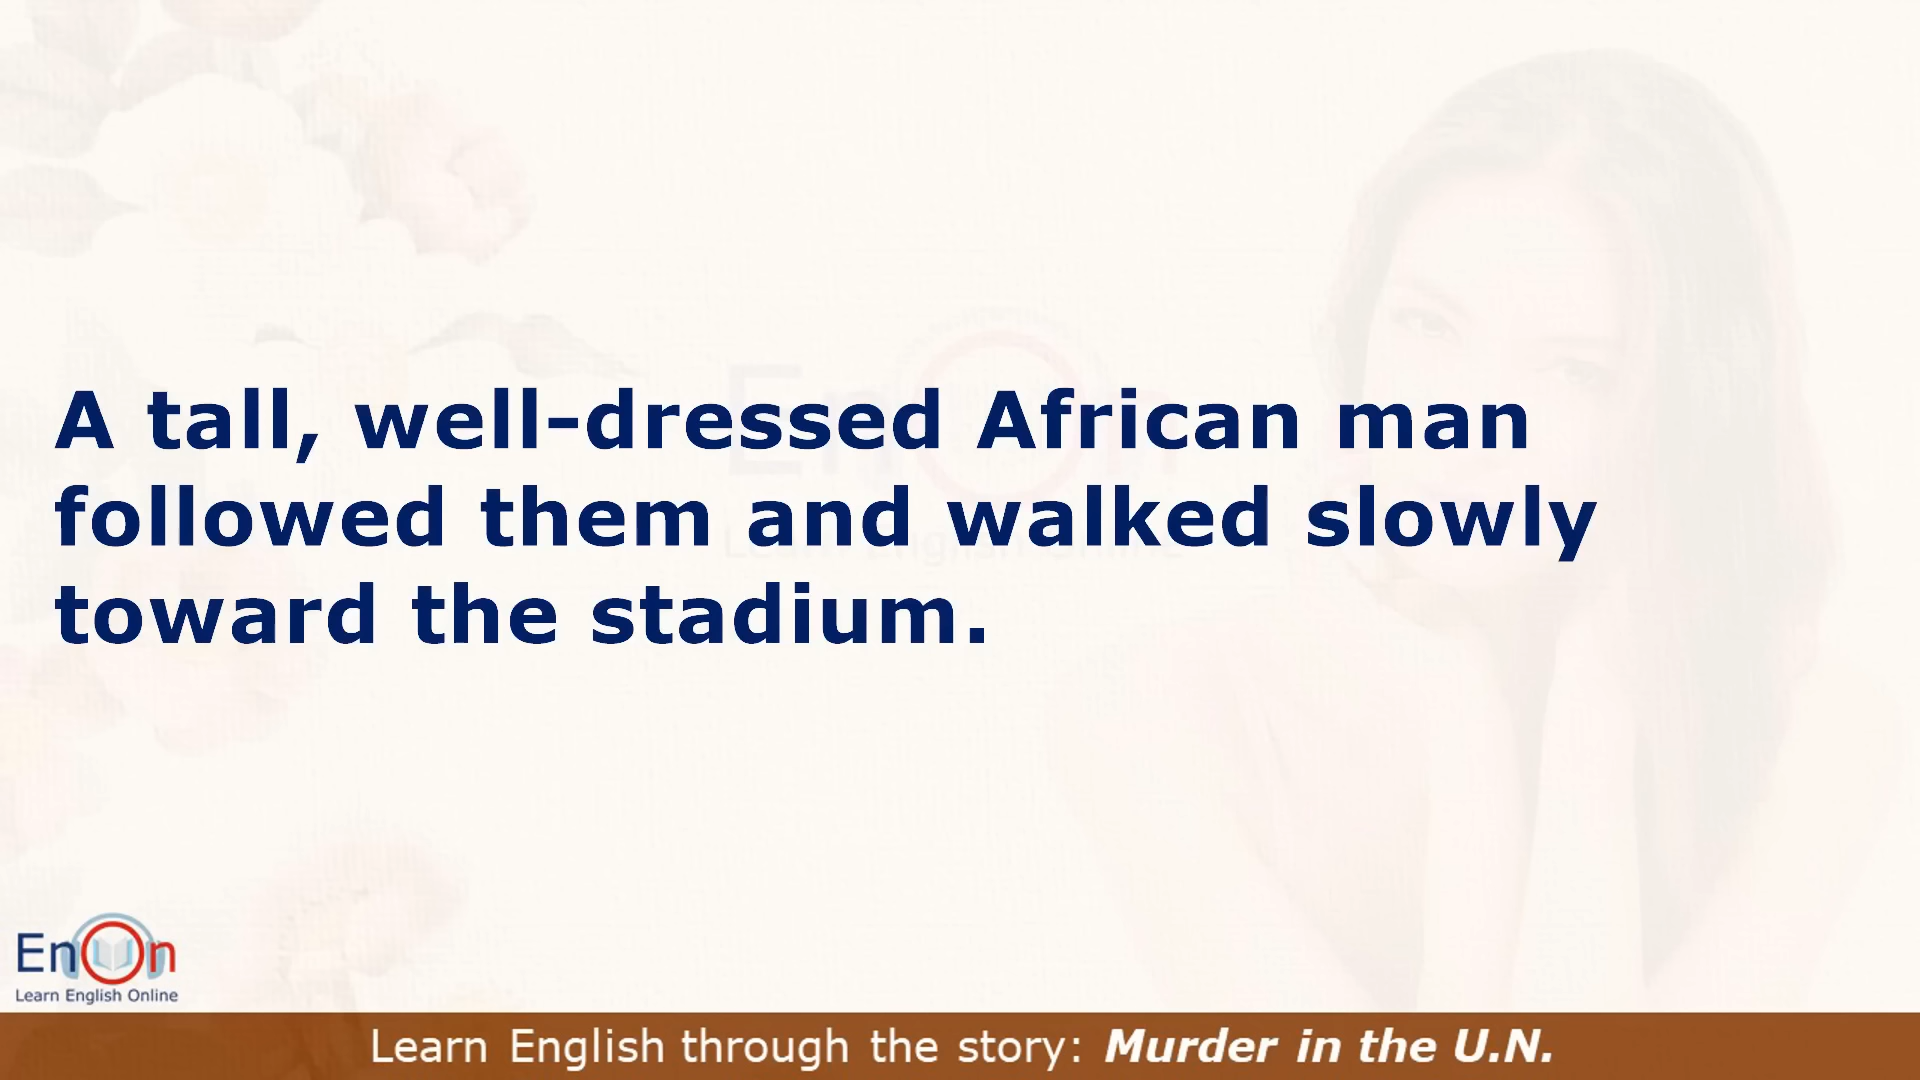 A tall, well-dressed African man
followed them and walked slowly
toward the stadium.
EnOn
Learn English Online
Learn English through the story: Murder in the U.N.